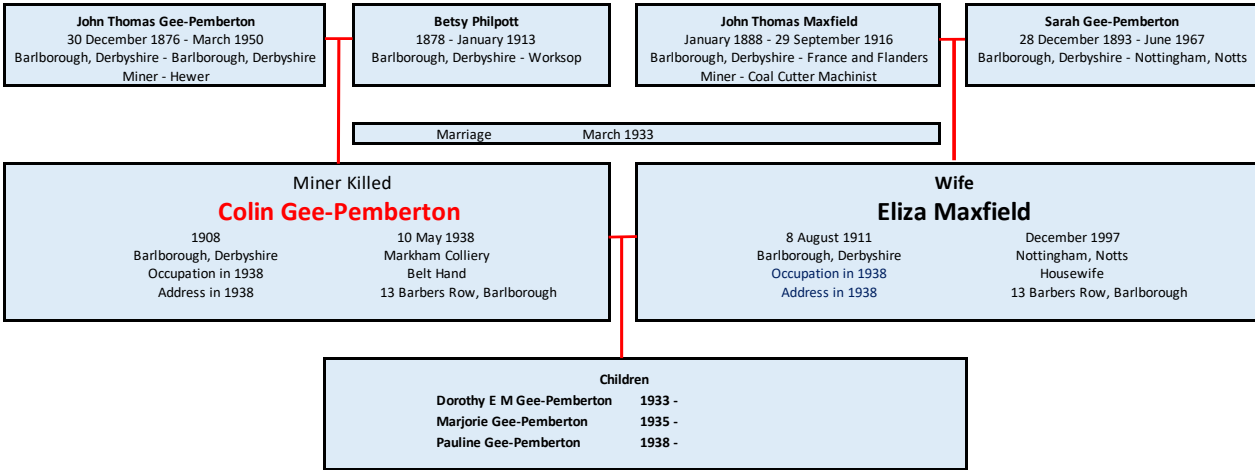 John Thomas Gee-Pemberton
30 December 1876 - March 1950
Barlborough, Derbyshire - Barlborough, Derbyshire
Miner - Hewer
Betsy Philpott
1878 - January 1913
Barlborough, Derbyshire - Worksop
John Thomas Maxfield
January 1888 - 29 September 1916
Barlborough, Derbyshire - France and Flanders
Miner - Coal Cutter Machinist
Sarah Gee-Pemberton
28 December 1893 - June 1967
Barlborough, Derbyshire - Nottingham, Notts
Marriage March 1933
Miner Killed
Colin Gee-Pemberton
1908 10 May 1938
Barlborough, Derbyshire Markham Colliery
Occupation in 1938 Belt Hand
Address in 1938 13 Barbers Row, Barlborough
Wife
Eliza Maxfield
8 August 1911 December 1997
Barlborough, Derbyshire Nottingham, Notts
Occupation in 1938 Housewife
Address in 1938 13 Barbers Row, Barlborough
Children
Dorothy E M Gee-Pemberton 1933 -
Marjorie Gee-Pemberton 1935 -
Pauline Gee-Pemberton 1938 -